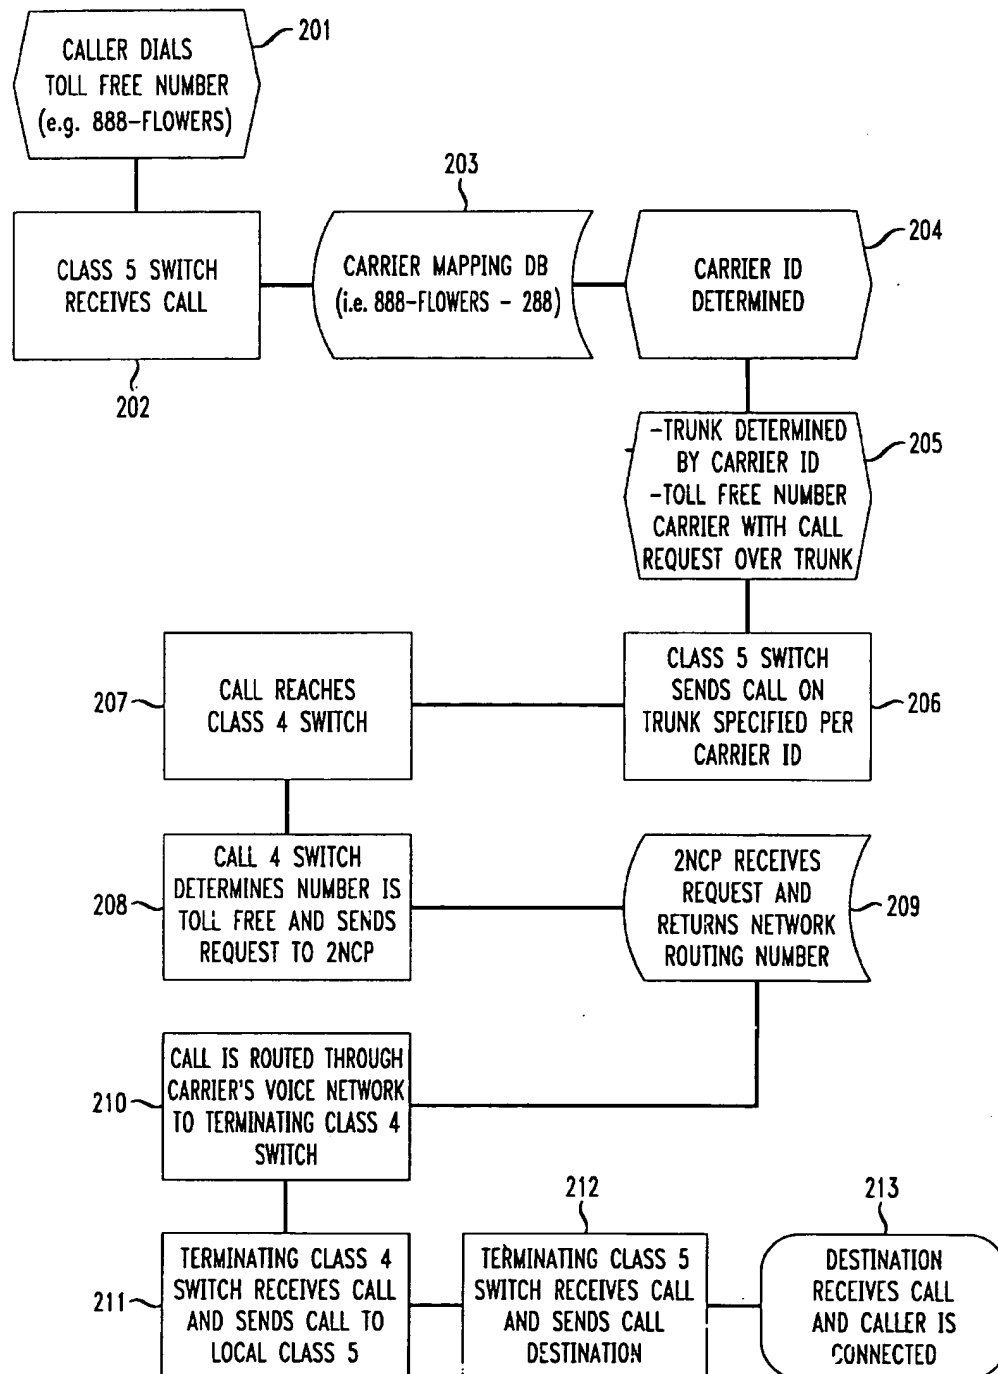 CALLER DIALS
TOLL FREE NUMBER
(e.g. 888-FLOWERS)
201
CLASS 5 SWITCH
RECEIVES CALL
202
203
CARRIER MAPPING DB
(i.e. 888-FLOWERS - 288)
CARRIER ID
DETERMINED
204
-TRUNK DETERMINED
BY CARRIER ID
-TOLL FREE NUMBER
CARRIER WITH CALL
REQUEST OVER TRUNK
205
CLASS 5 SWITCH
SENDS CALL ON
TRUNK SPECIFIED PER
CARRIER ID
206
207
CALL REACHES
CLASS 4 SWITCH
208
CALL 4 SWITCH
DETERMINES NUMBER IS
TOLL FREE AND SENDS
REQUEST TO 2NCP
2NCP RECEIVES
REQUEST AND
RETURNS NETWORK
ROUTING NUMBER
209
210
CALL IS ROUTED THROUGH
CARRIER'S VOICE NETWORK
TO TERMINATING CLASS 4
SWITCH
211
TERMINATING CLASS 4
SWITCH RECEIVES CALL
AND SENDS CALL TO
LOCAL CLASS 5
212
TERMINATING CLASS 5
SWITCH RECEIVES CALL
AND SENDS CALL
DESTINATION
213
DESTINATION
RECEIVES CALL
AND CALLER IS
CONNECTED